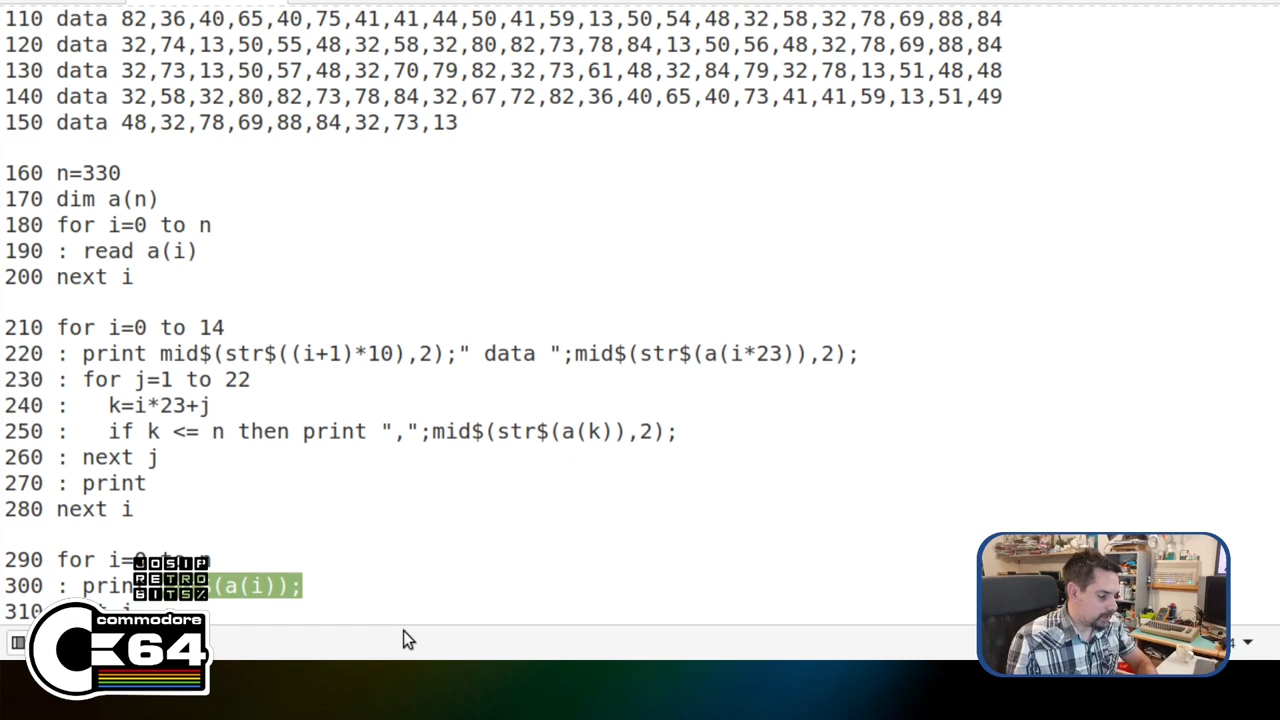 110 data 82,36,40,65,40,75,41,41,44,50,41,59,13,50,54,48,32,58,32,78,69,88,84
120 data 32,74,13,50,55,48,32,58,32,80,82,73,78,84,13,50,56,48,32,78,69,88,84
130 data 32,73,13,50,57,48,32,70,79,82,32,73,61,48,32,84,79,32,78,13,51,48,48
140 data 32,58,32,80,82,73,78,84,32,67,72,82,36,40,65,40,73,41,41,59,13,51,49
150 data 48,32,78,69,88,84,32,73,13
160 n=330
170 dim a(n)
180 for i=0 to n
190 : read a(i)
200 next i
210 for i=0 to 14
220 : print mid$(str$((i+1)*10),2);" data ";mid$(str$(a(i*23)),2);
230 : for j=1 to 22
240 :   k=i*23+j
250 :   if k <= n then print ",";mid$(str$(a(k)),2);
260 : next j
270 : print
280 next i
290 for i=
300 : prin $(a(i));
310
JOSIP
RETRO
BITS%
commodore
C64